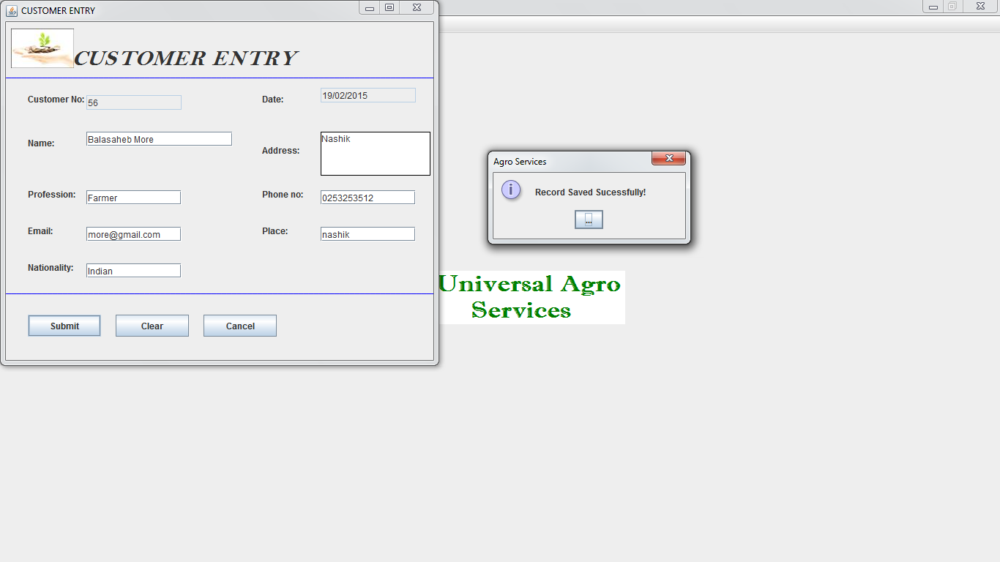 CUSTOMER ENTRY
CUSTOMER ENTRY
Customer No: 56
Date: 19/02/2015
Name: Balasaheb More
Address: Nashik
Profession: Farmer
Phone no: 0253253512
Email: more@gmail.com
Place: nashik
Nationality: Indian
Submit Clear Cancel
Agro Services
Record Saved Sucessfully!
...
Universal Agro
Services